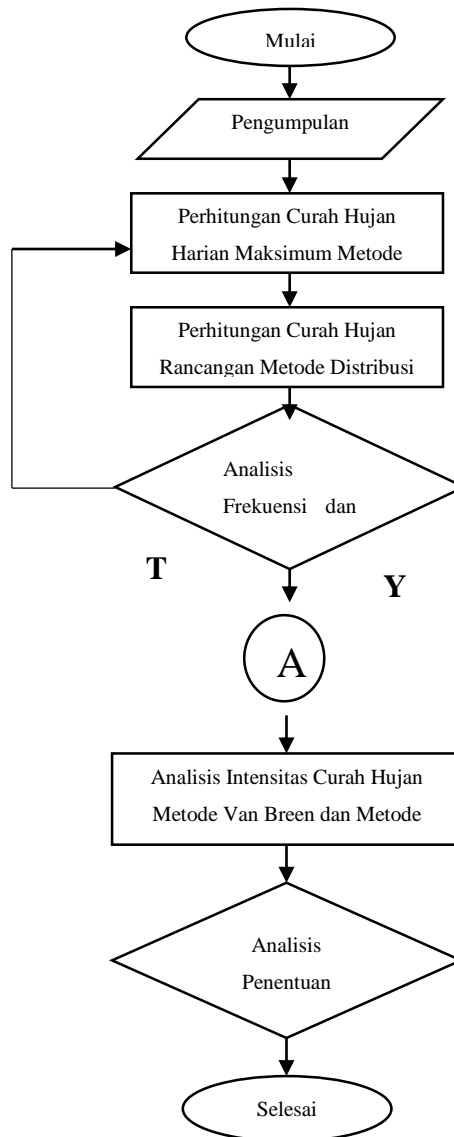 Mulai
Pengumpulan
Perhitungan Curah Hujan
Harian Maksimum Metode
Perhitungan Curah Hujan
Rancangan Metode Distribusi
Analisis
Frekuensi dan
T
Y
A
Analisis Intensitas Curah Hujan
Metode Van Breen dan Metode
Analisis
Penentuan
Selesai